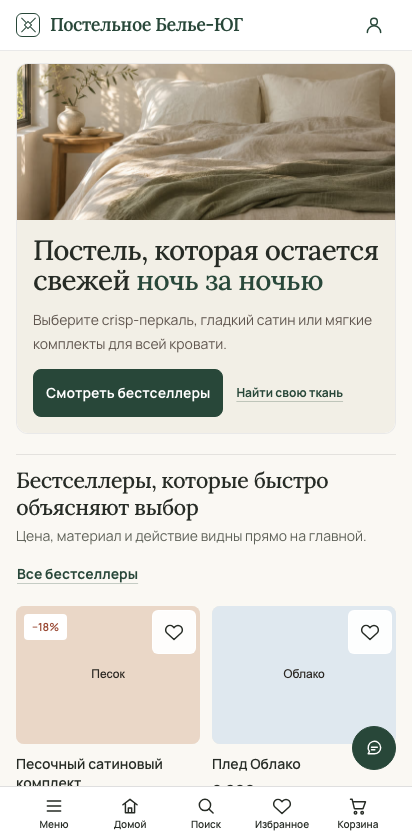 Постельное Белье-ЮГ
Постель, которая остается
свежей ночь за ночью
Выберите crisp-перкаль, гладкий сатин или мягкие
комплекты для всей кровати.
Смотреть бестселлеры
Найти свою ткань
Бестселлеры, которые быстро
объясняют выбор
Цена, материал и действие видны прямо на главной.
Все бестселлеры
−18%
Песок
Облако
Песочный сатиновый
комплект
Плед Облако
Меню
Домой
Поиск
Избранное
Корзина